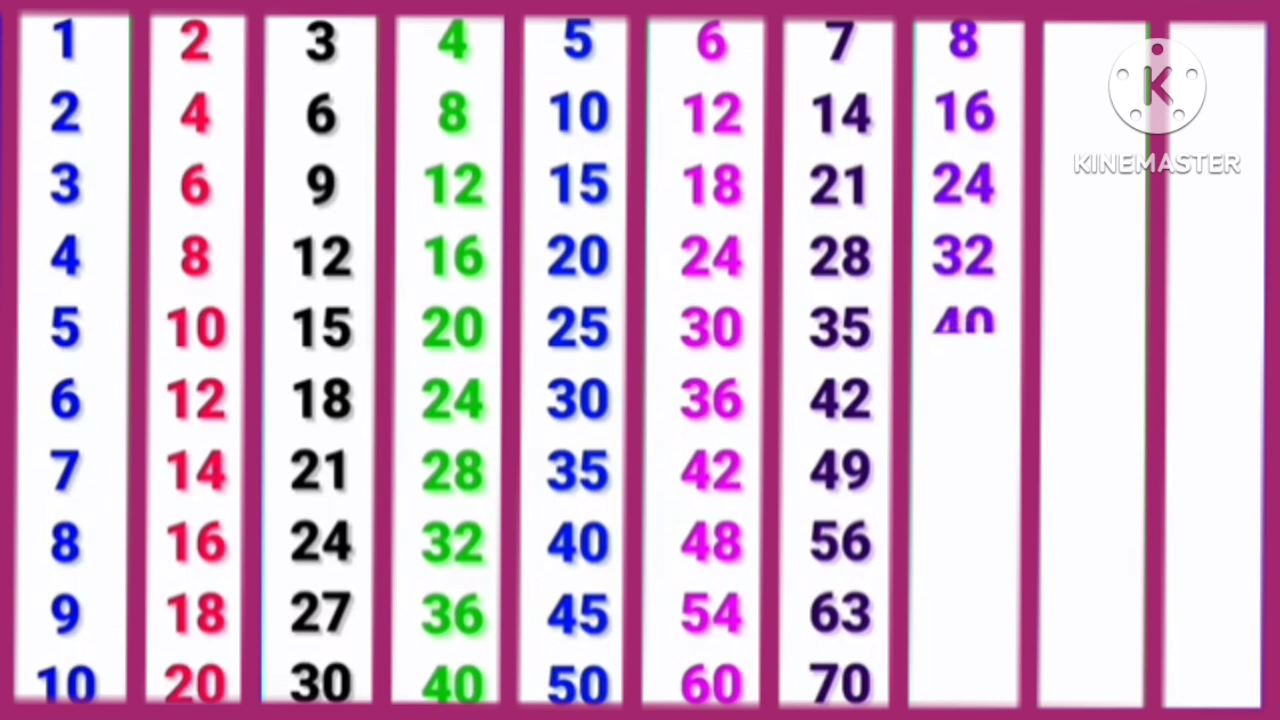 1 2 3 4 5 6 7 8
2 4 6 8 10 12 14 16
3 6 9 12 15 18 21 24
4 8 12 16 20 24 28 32
5 10 15 20 25 30 35 40
6 12 18 24 30 36 42
7 14 21 28 35 42 49
8 16 24 32 40 48 56
9 18 27 36 45 54 63
10 20 30 40 50 60 70
K
KINEMASTER